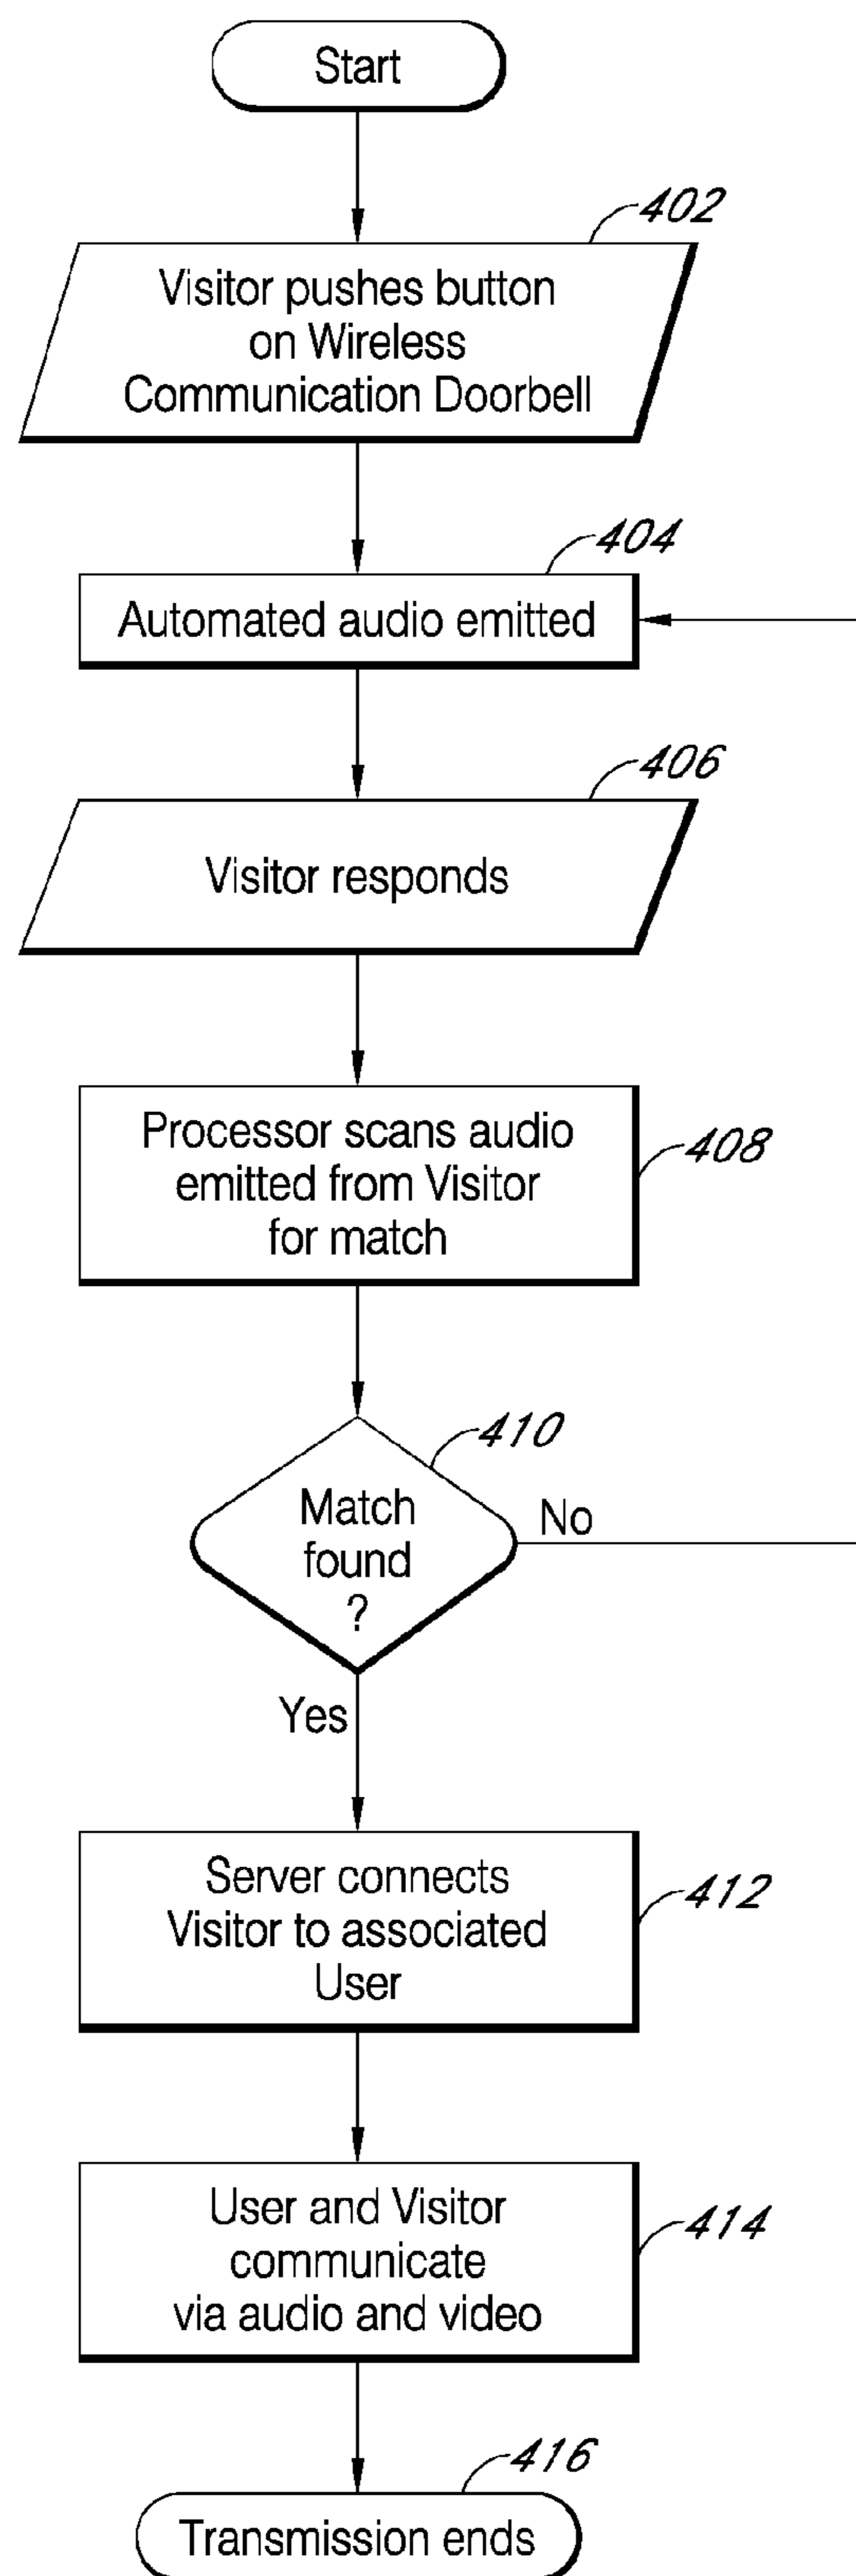 Start
402
Visitor pushes button
on Wireless
Communication Doorbell
404
Automated audio emitted
406
Visitor responds
Processor scans audio
emitted from Visitor
for match
408
410
Match
found
?
No
Yes
Server connects
Visitor to associated
User
412
User and Visitor
communicate
via audio and video
414
416
Transmission ends